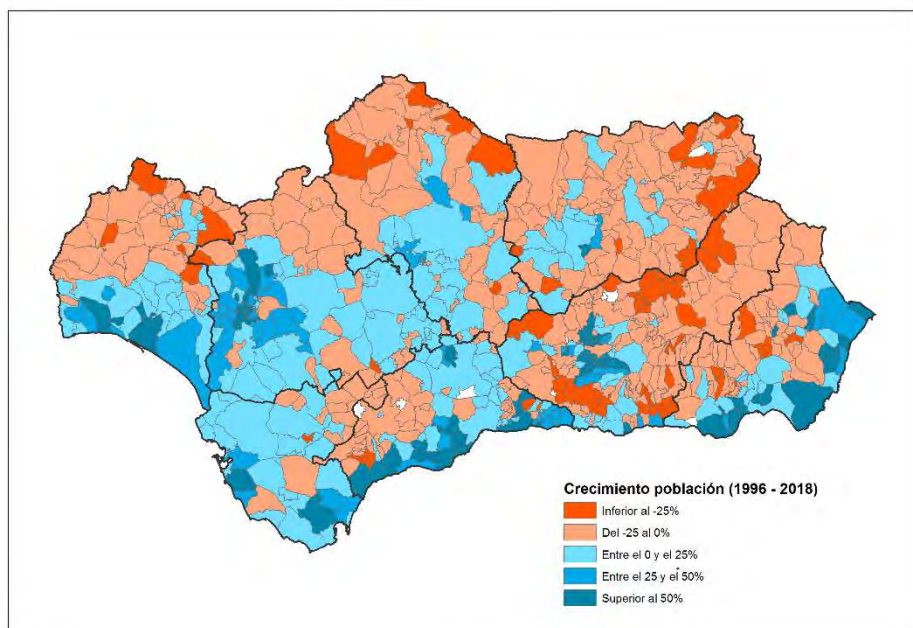 Crecimiento población (1996 - 2018)
Inferior al -25%
Del -25 al 0%
Entre el 0 y el 25%
Entre el 25 y el 50%
Superior al 50%